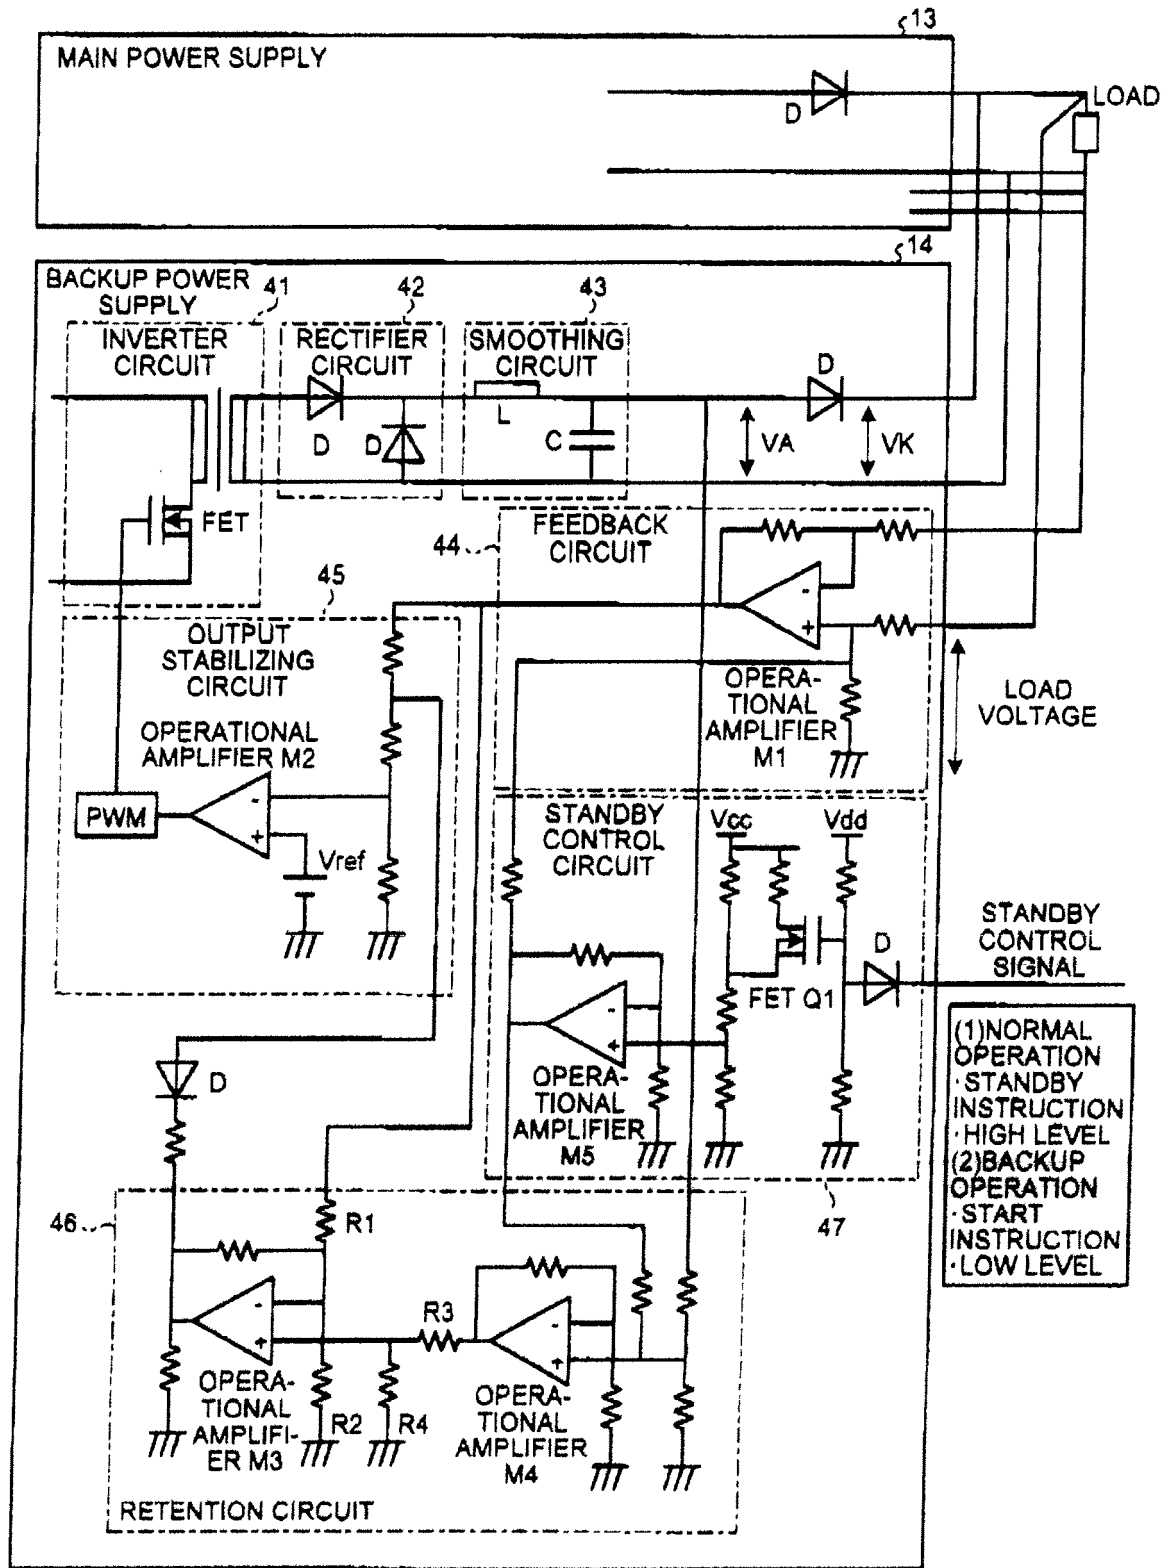 13
MAIN POWER SUPPLY
D
LOAD
14
BACKUP POWER
SUPPLY
41
42
43
INVERTER
CIRCUIT
RECTIFIER
CIRCUIT
SMOOTHING
CIRCUIT
D
D
D
L
C
VA
VK
FET
44
FEEDBACK
CIRCUIT
-
+
45
OUTPUT
STABILIZING
CIRCUIT
OPERATIONAL
AMPLIFIER M2
OPERA-
TIONAL
AMPLIFIER
M1
LOAD
VOLTAGE
PWM
-
+
Vref
STANDBY
CONTROL
CIRCUIT
Vcc
Vdd
D
STANDBY
CONTROL
SIGNAL
FET Q1
-
+
OPERA-
TIONAL
AMPLIFIER
M5
(1)NORMAL
OPERATION
·STANDBY
INSTRUCTION
·HIGH LEVEL
(2)BACKUP
OPERATION
·START
INSTRUCTION
·LOW LEVEL
D
46
R1
47
-
+
R3
-
+
OPERA-
TIONAL
AMPLIFI-
ER M3
R2
R4
OPERA-
TIONAL
AMPLIFIER
M4
RETENTION CIRCUIT